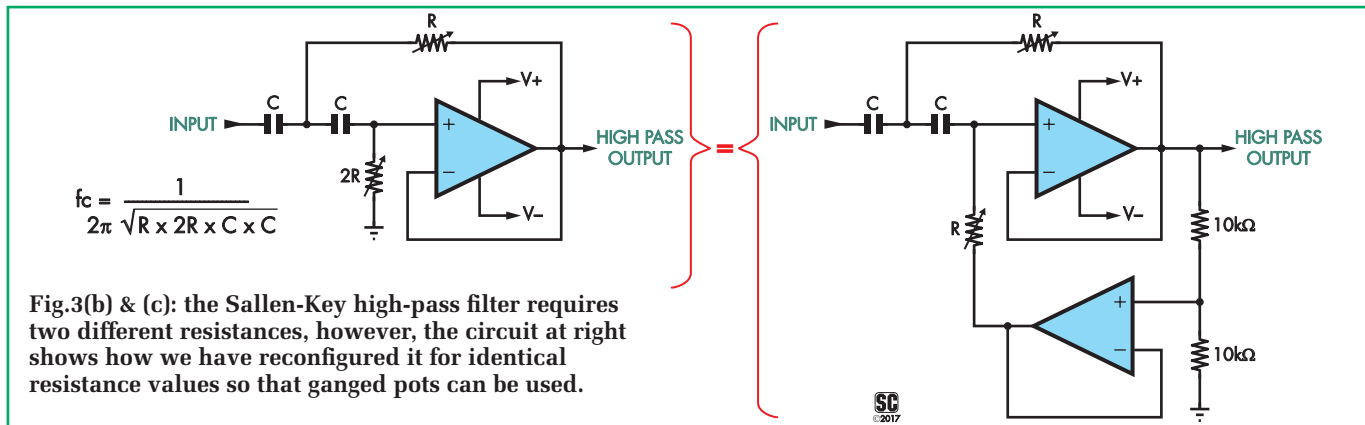 R
V+
C
C
INPUT
+
−
HIGH PASS
OUTPUT
2R
V−
fc = 1
2π √R x 2R x C x C
=
R
V+
C
C
INPUT
+
−
HIGH PASS
OUTPUT
V−
R
10kΩ
+
−
10kΩ
Fig.3(b) & (c): the Sallen-Key high-pass filter requires
two different resistances, however, the circuit at right
shows how we have reconfigured it for identical
resistance values so that ganged pots can be used.
SC
©2017